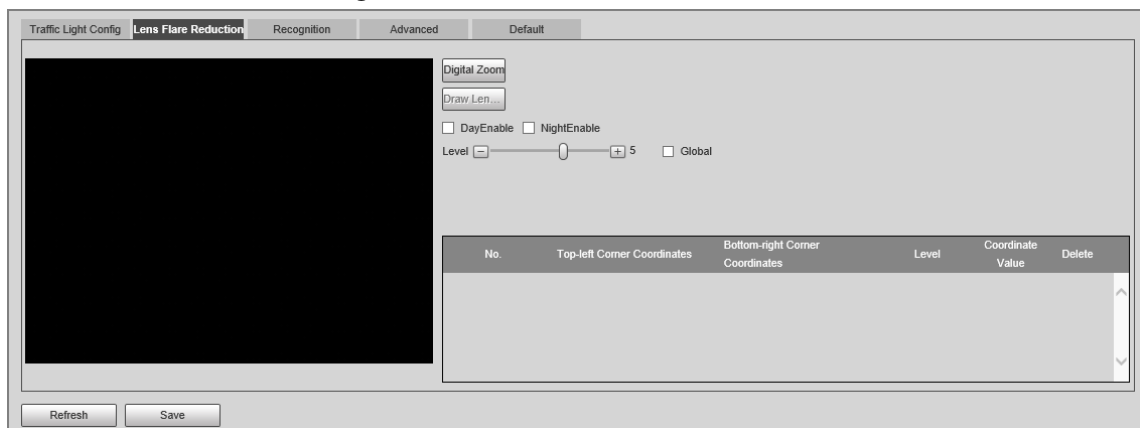 Traffic Light Config Lens Flare Reduction Recognition Advanced Default
Digital Zoom
Draw Len...
DayEnable NightEnable
Level 5 Global
No. Top-left Corner Coordinates Bottom-right Corner Coordinates Level Coordinate Value Delete
Refresh Save